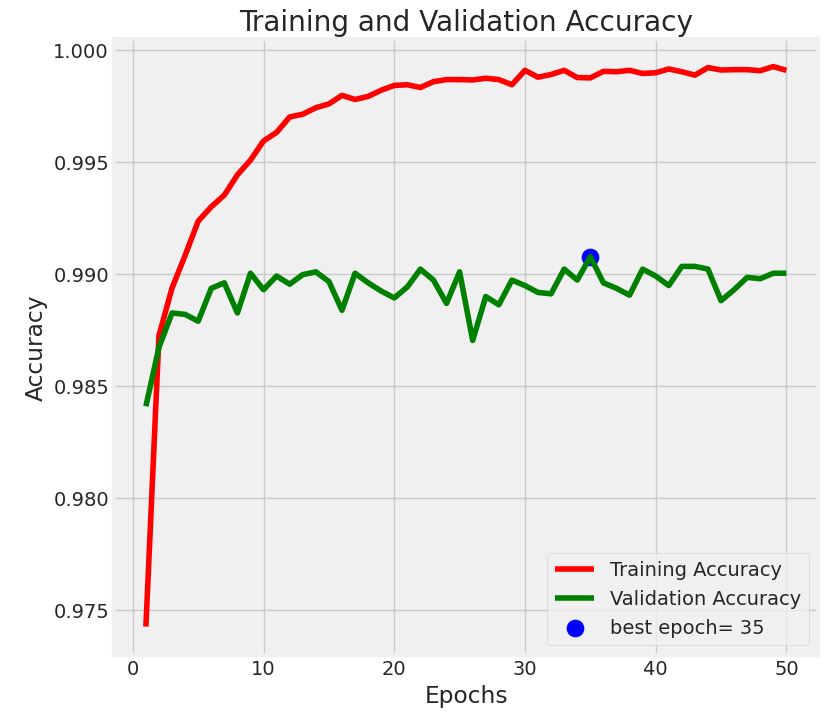 Training and Validation Accuracy
1.000
0.995
0.990
0.985
0.980
0.975
Accuracy
0 10 20 30 40 50
Epochs
Training Accuracy
Validation Accuracy
best epoch= 35